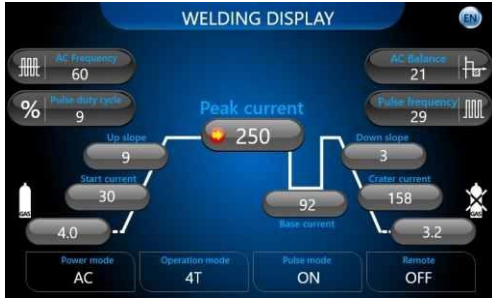 WELDING DISPLAY
EN
AC Frequency
60
AC Balance
21
%
Pulse duty cycle
9
Pulse frequency
29
Peak current
250
Up slope
9
Down slope
3
Start current
30
Crater current
158
92
Base current
GAS
4.0
GAS
3.2
Power mode
AC
Operation mode
4T
Pulse mode
ON
Remote
OFF